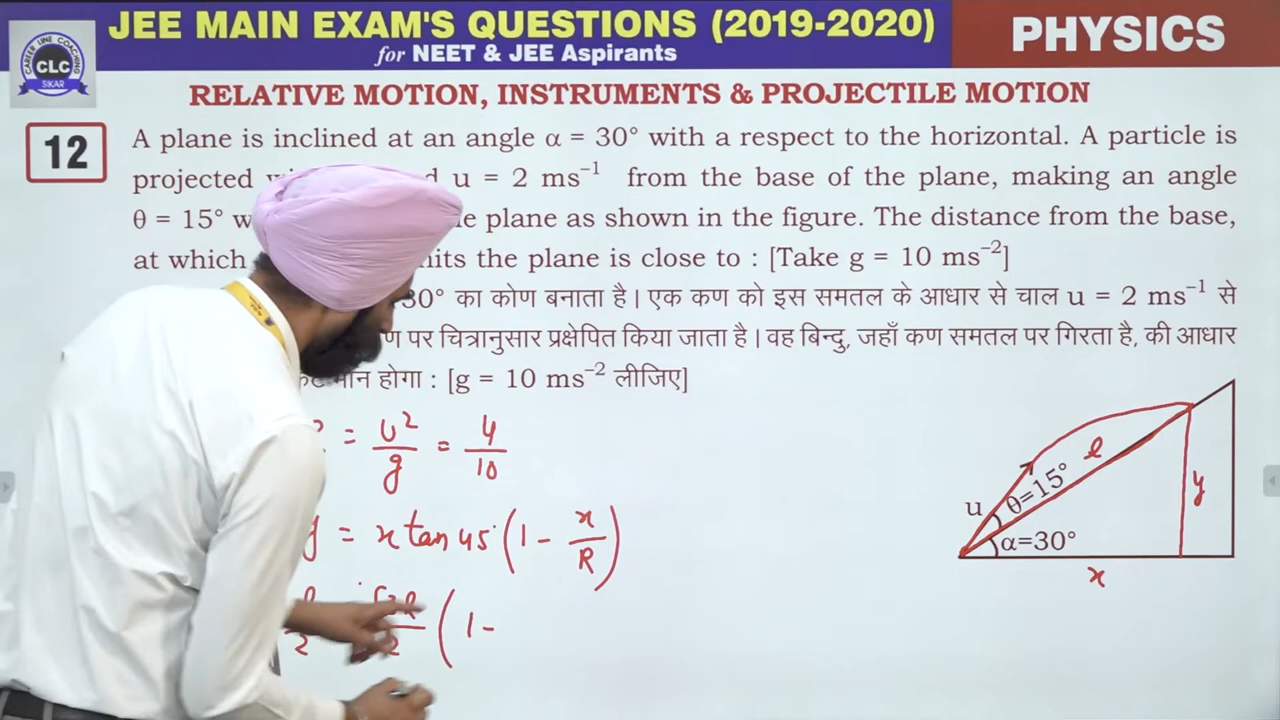 JEE MAIN EXAM'S QUESTIONS (2019-2020)
for NEET & JEE Aspirants
PHYSICS
CAREER LINE COACHING
CLC
SIKAR
RELATIVE MOTION, INSTRUMENTS & PROJECTILE MOTION
12
A plane is inclined at an angle α = 30° with a respect to the horizontal. A particle is
projected u = 2 ms⁻¹ from the base of the plane, making an angle
θ = 15° plane as shown in the figure. The distance from the base,
at which hits the plane is close to : [Take g = 10 ms⁻²]
30° का कोण बनाता है। एक कण को इस समतल के आधार से चाल u = 2 ms⁻¹ से
पर चित्रानुसार प्रक्षेपित किया जाता है। वह बिन्दु, जहाँ कण समतल पर गिरता है, की आधार
होगा : [g = 10 ms⁻² लीजिए]
= u²/g = 4/10
= x tan 45° (1 - x/R)
(1 -
u
θ=15°
l
y
α=30°
x